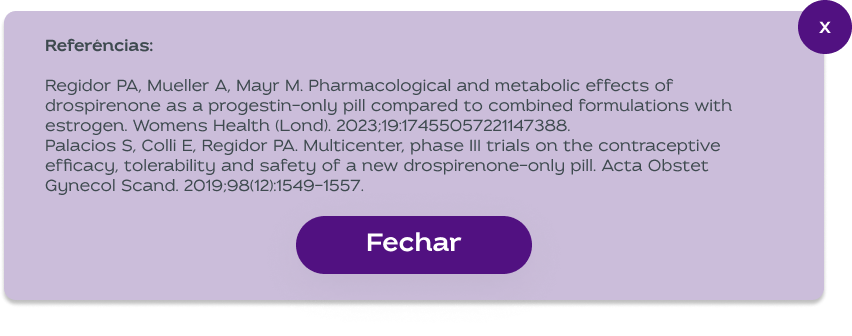 x
Referências:
Regidor PA, Mueller A, Mayr M. Pharmacological and metabolic effects of
drospirenone as a progestin-only pill compared to combined formulations with
estrogen. Womens Health (Lond). 2023;19:17455057221147388.
Palacios S, Colli E, Regidor PA. Multicenter, phase III trials on the contraceptive
efficacy, tolerability and safety of a new drospirenone-only pill. Acta Obstet
Gynecol Scand. 2019;98(12):1549-1557.
Fechar